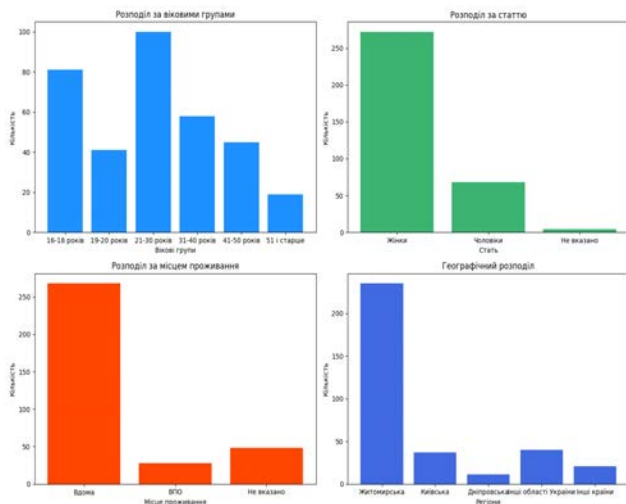 Розподіл за віковими групами
100
80
60
40
20
0
Кількість
16-18 років 19-20 років 21-30 років 31-40 років 41-50 років 51 і старше
Вікові групи
Розподіл за статтю
250
200
150
100
50
0
Кількість
Жінки Чоловіки Не вказано
Стать
Розподіл за місцем проживання
250
200
150
100
50
0
Кількість
Вдома ВПО Не вказано
Місце проживання
Географічний розподіл
200
150
100
50
0
Кількість
Житомирська Київська Дніпровська Інші області України Інші країни
Регіони